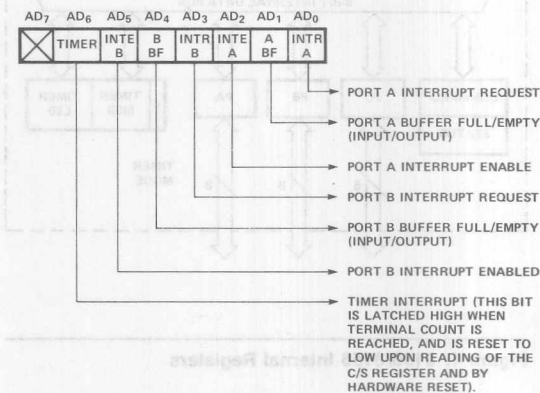 AD7 AD6 AD5 AD4 AD3 AD2 AD1 AD0
TIMER INTE B B BF INTR B INTE A A BF INTR A
PORT A INTERRUPT REQUEST
PORT A BUFFER FULL/EMPTY
(INPUT/OUTPUT)
PORT A INTERRUPT ENABLE
PORT B INTERRUPT REQUEST
PORT B BUFFER FULL/EMPTY
(INPUT/OUTPUT)
PORT B INTERRUPT ENABLED
TIMER INTERRUPT (THIS BIT
IS LATCHED HIGH WHEN
TERMINAL COUNT IS
REACHED, AND IS RESET TO
LOW UPON READING OF THE
C/S REGISTER AND BY
HARDWARE RESET).